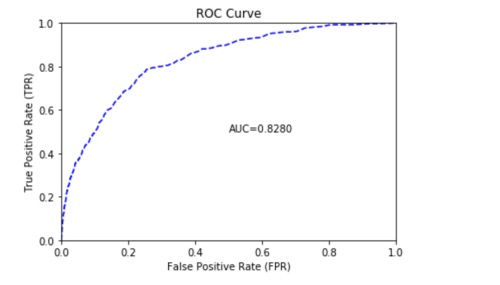 ROC Curve
1.0
0.8
0.6
0.4
0.2
0.0
True Positive Rate (TPR)
AUC=0.8280
0.0 0.2 0.4 0.6 0.8 1.0
False Positive Rate (FPR)